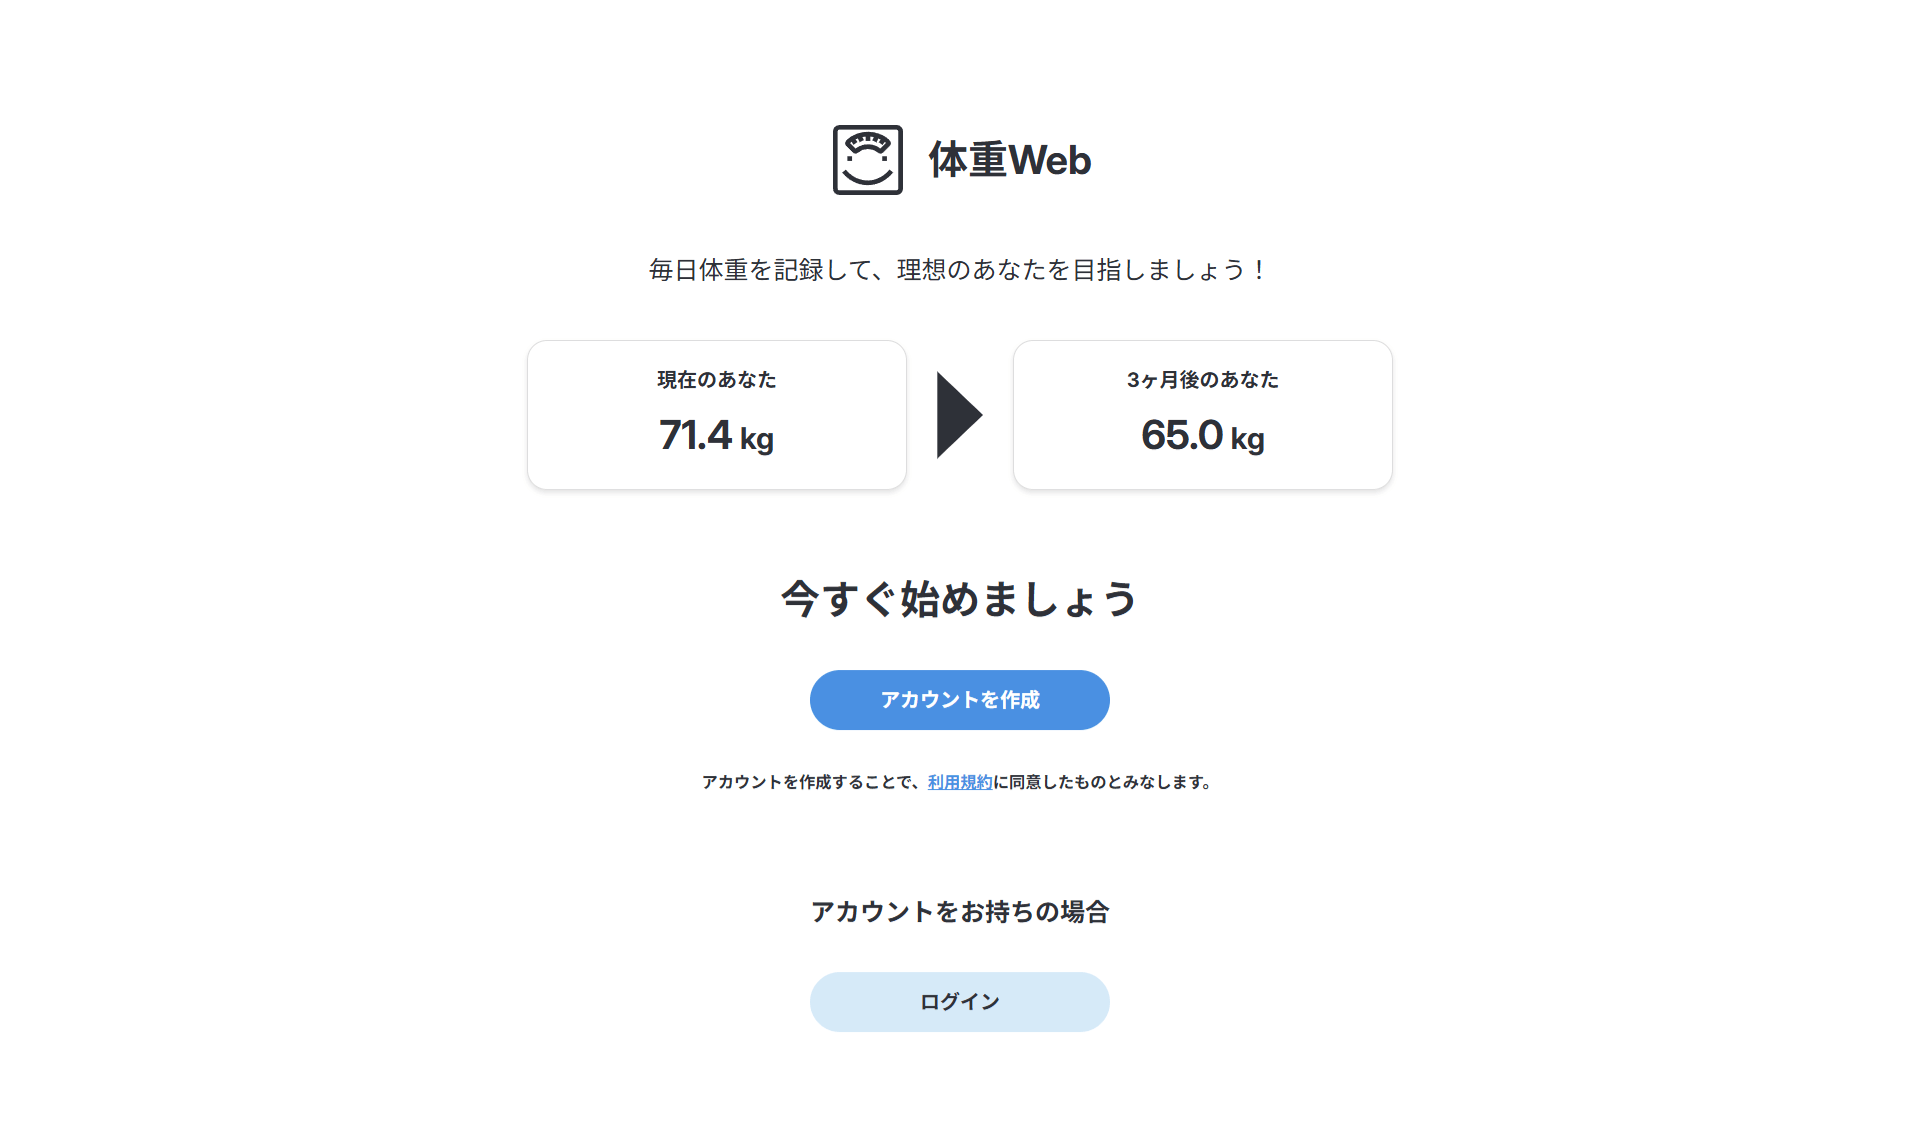 体重Web
毎日体重を記録して、理想のあなたを目指しましょう！
現在のあなた
71.4 kg
3ヶ月後のあなた
65.0 kg
今すぐ始めましょう
アカウントを作成
アカウントを作成することで、利用規約に同意したものとみなします。
アカウントをお持ちの場合
ログイン